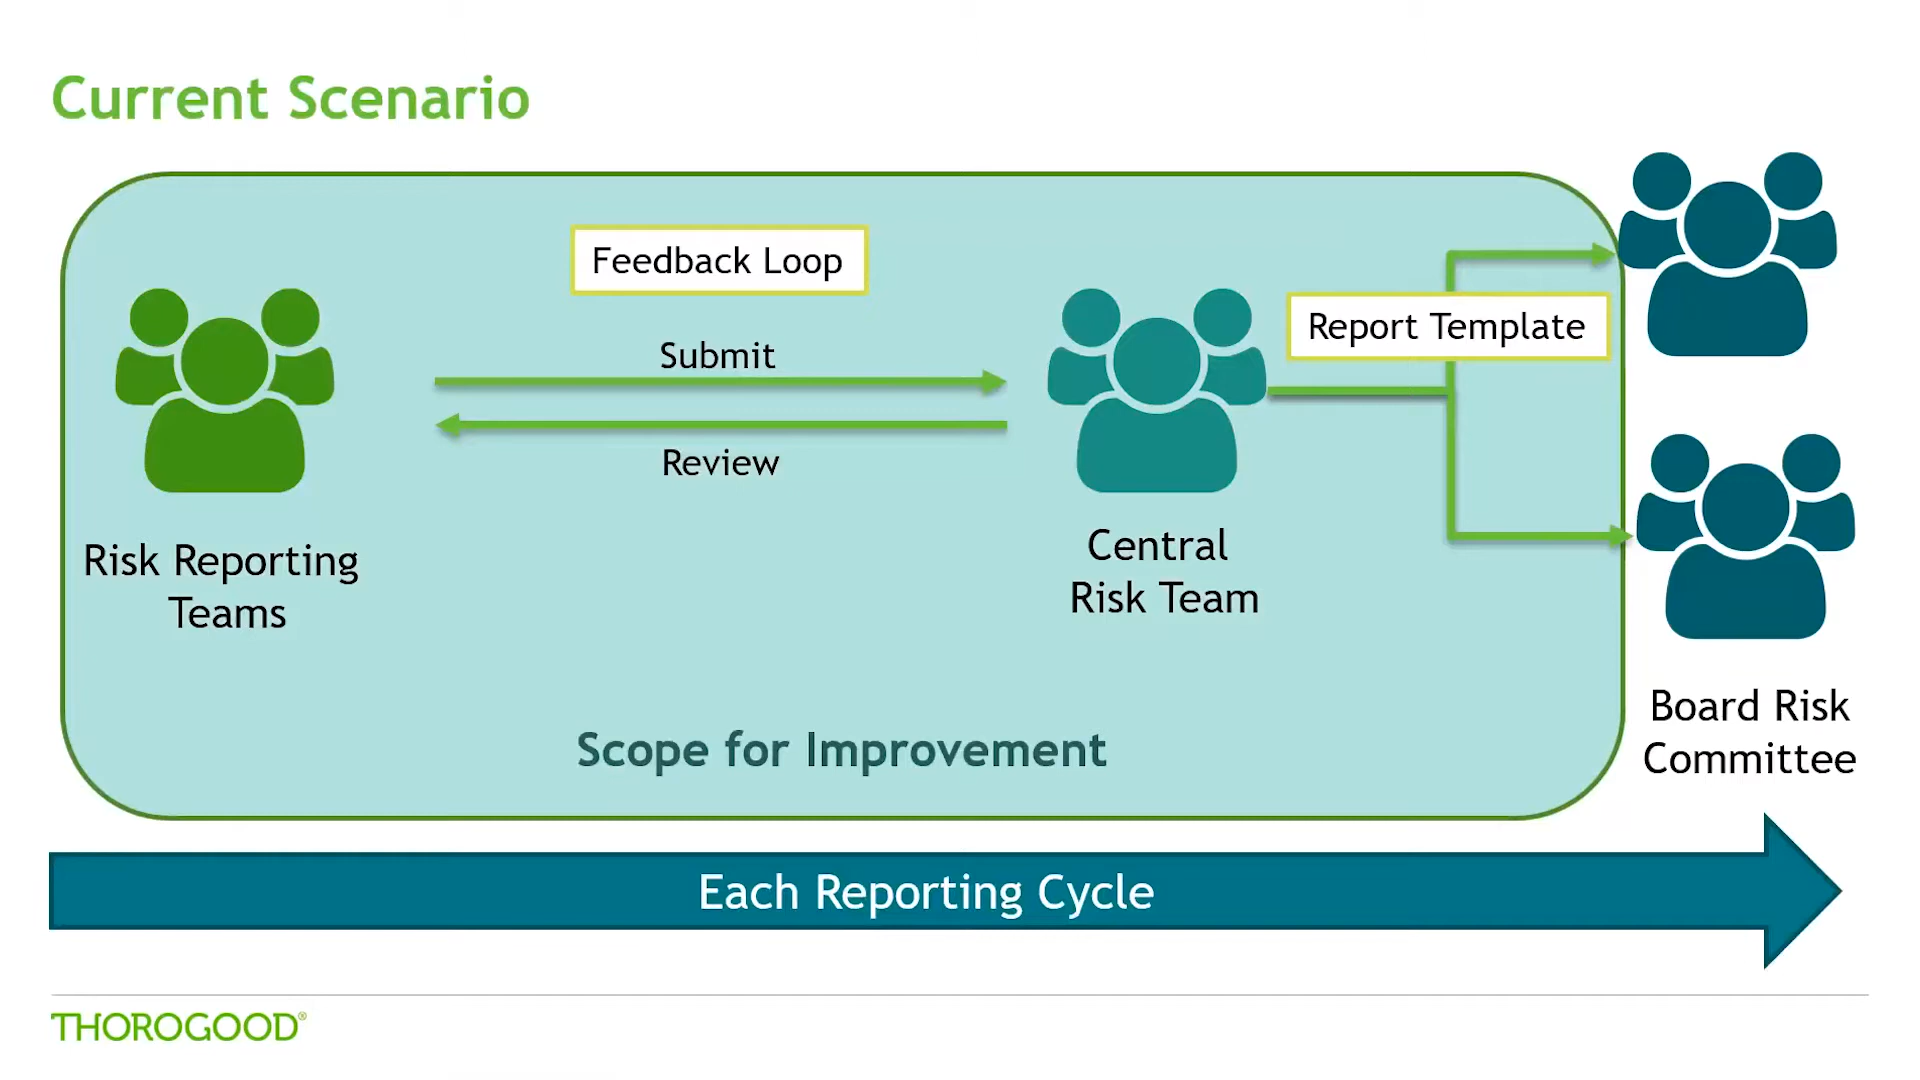 Current Scenario
Feedback Loop
Submit
Review
Report Template
Risk Reporting
Teams
Central
Risk Team
Board Risk
Committee
Scope for Improvement
Each Reporting Cycle
THOROGOOD®